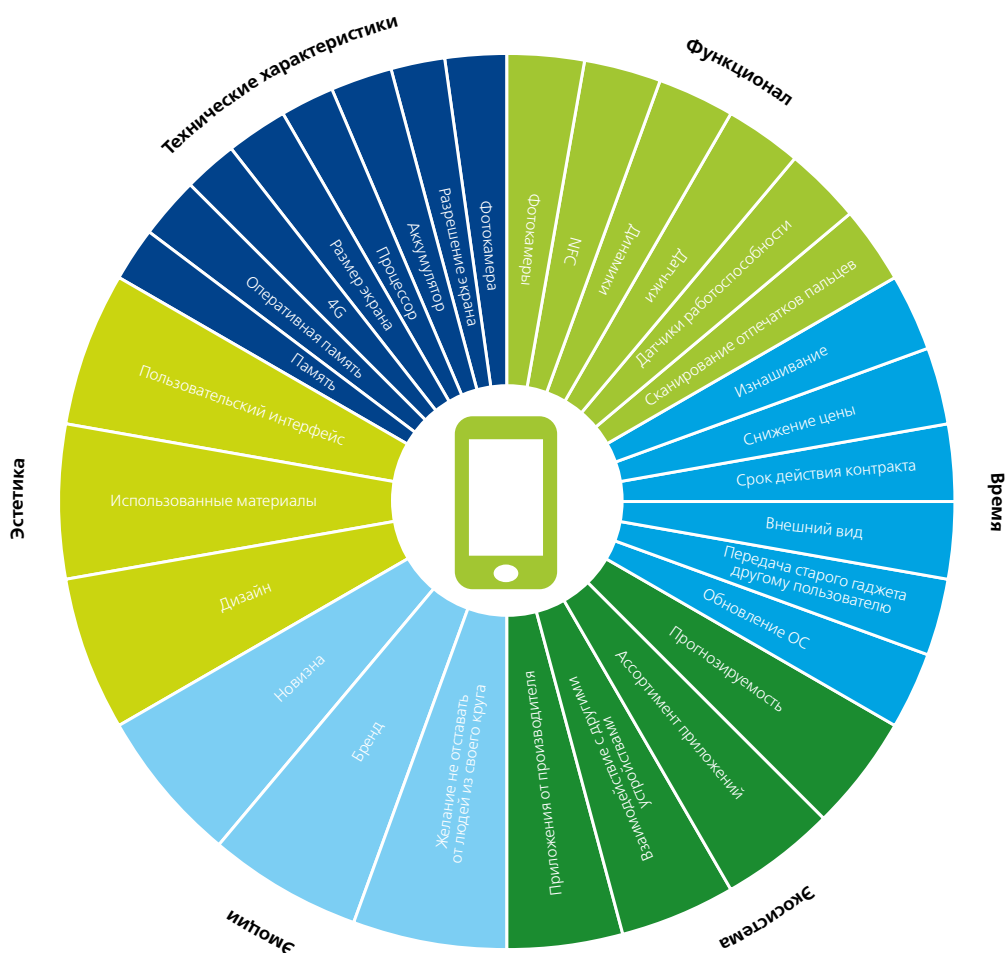 Технические характеристики
Память
Оперативная память
4G
Размер экрана
Процессор
Аккумулятор
Разрешение экрана
Фотокамера
Функционал
Фотокамеры
NFC
Динамики
Датчики
Датчики работоспособности
Сканирование отпечатков пальцев
Время
Изнашивание
Снижение цены
Срок действия контракта
Внешний вид
Передача старого гаджета
другому пользователю
Обновление ОС
Экосистема
Прогнозируемость
Ассортимент приложений
Взаимодействие с другими
устройствами
Приложения от производителя
Эмоции
Желание не отставать
от людей из своего круга
Бренд
Новизна
Эстетика
Дизайн
Использованные материалы
Пользовательский интерфейс